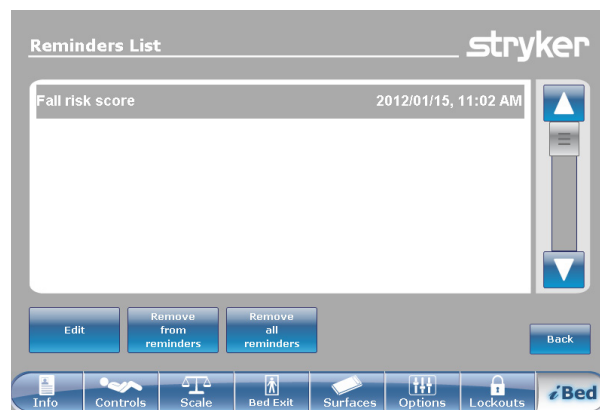 Reminders List
stryker
Fall risk score 2012/01/15, 11:02 AM
Edit
Remove
from
reminders
Remove
all
reminders
Back
Info Controls Scale Bed Exit Surfaces Options Lockouts iBed